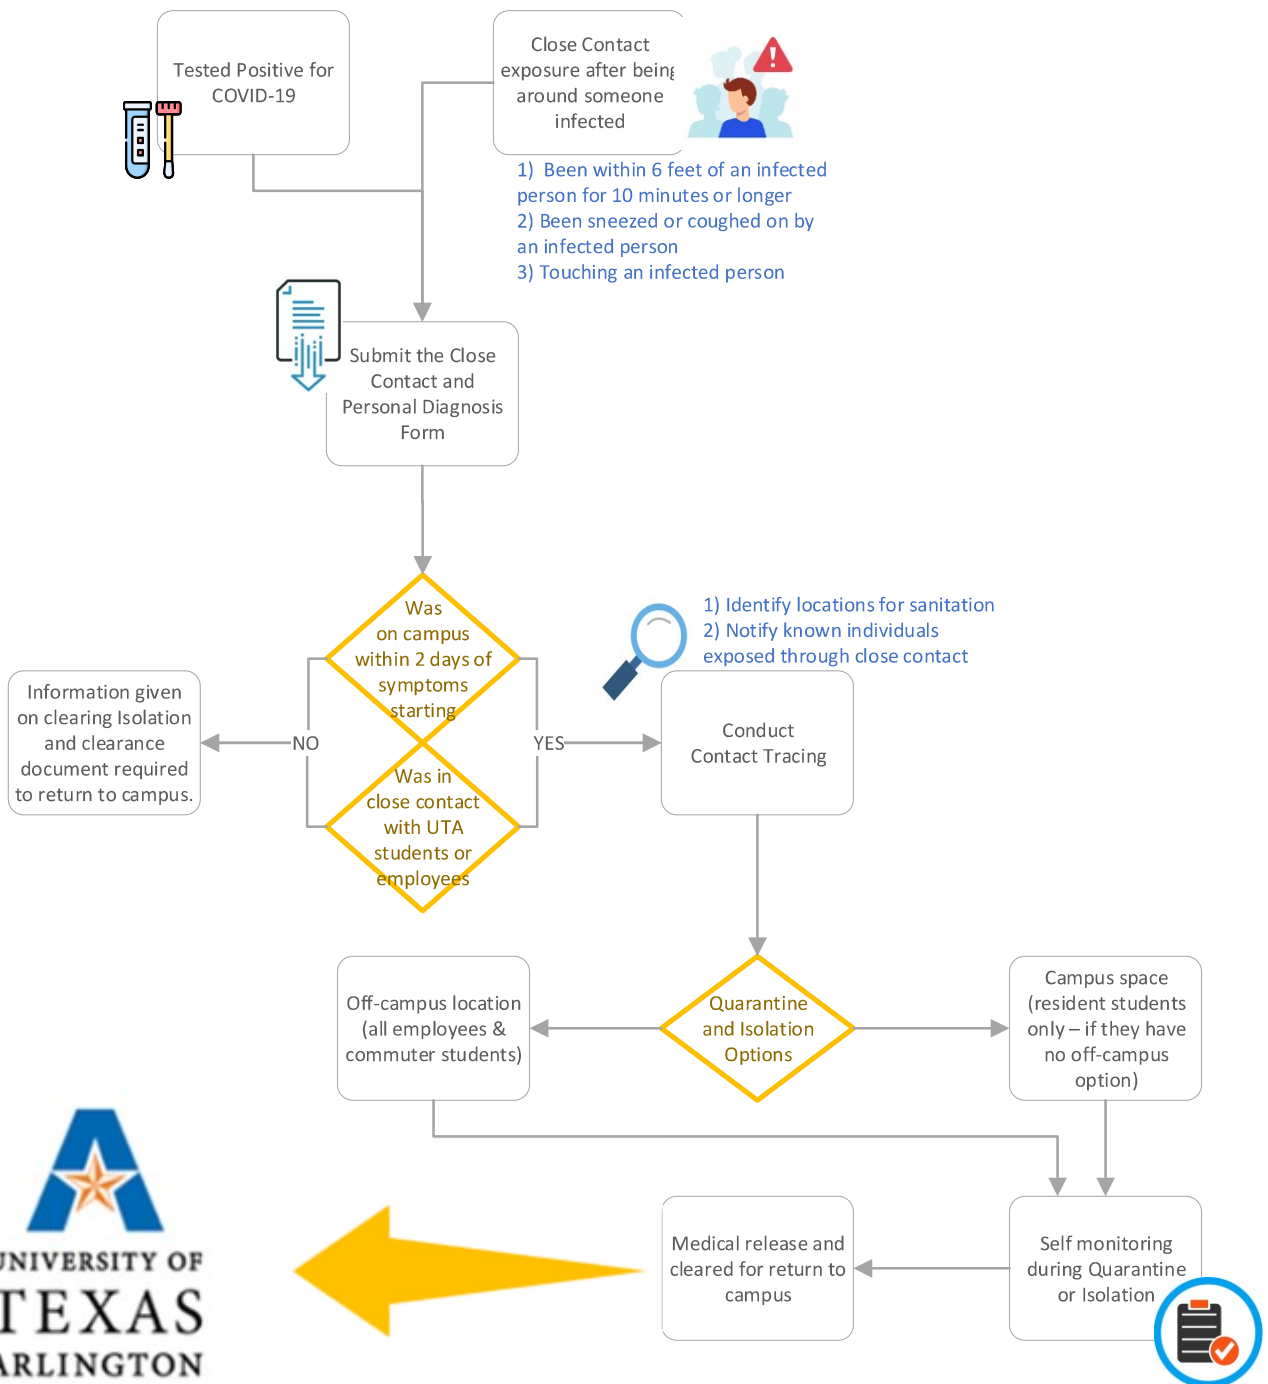 Tested Positive for
COVID-19
Close Contact
exposure after being
around someone
infected
1) Been within 6 feet of an infected
person for 10 minutes or longer
2) Been sneezed or coughed on by
an infected person
3) Touching an infected person
Submit the Close
Contact and
Personal Diagnosis
Form
Was
on campus
within 2 days of
symptoms
starting
1) Identify locations for sanitation
2) Notify known individuals
exposed through close contact
Information given
on clearing Isolation
and clearance
document required
to return to campus.
NO
YES
Conduct
Contact Tracing
Was in
close contact
with UTA
students or
employees
Off-campus location
(all employees &
commuter students)
Quarantine
and Isolation
Options
Campus space
(resident students
only – if they have
no off-campus
option)
UNIVERSITY OF
TEXAS
ARLINGTON
Medical release and
cleared for return to
campus
Self monitoring
during Quarantine
or Isolation